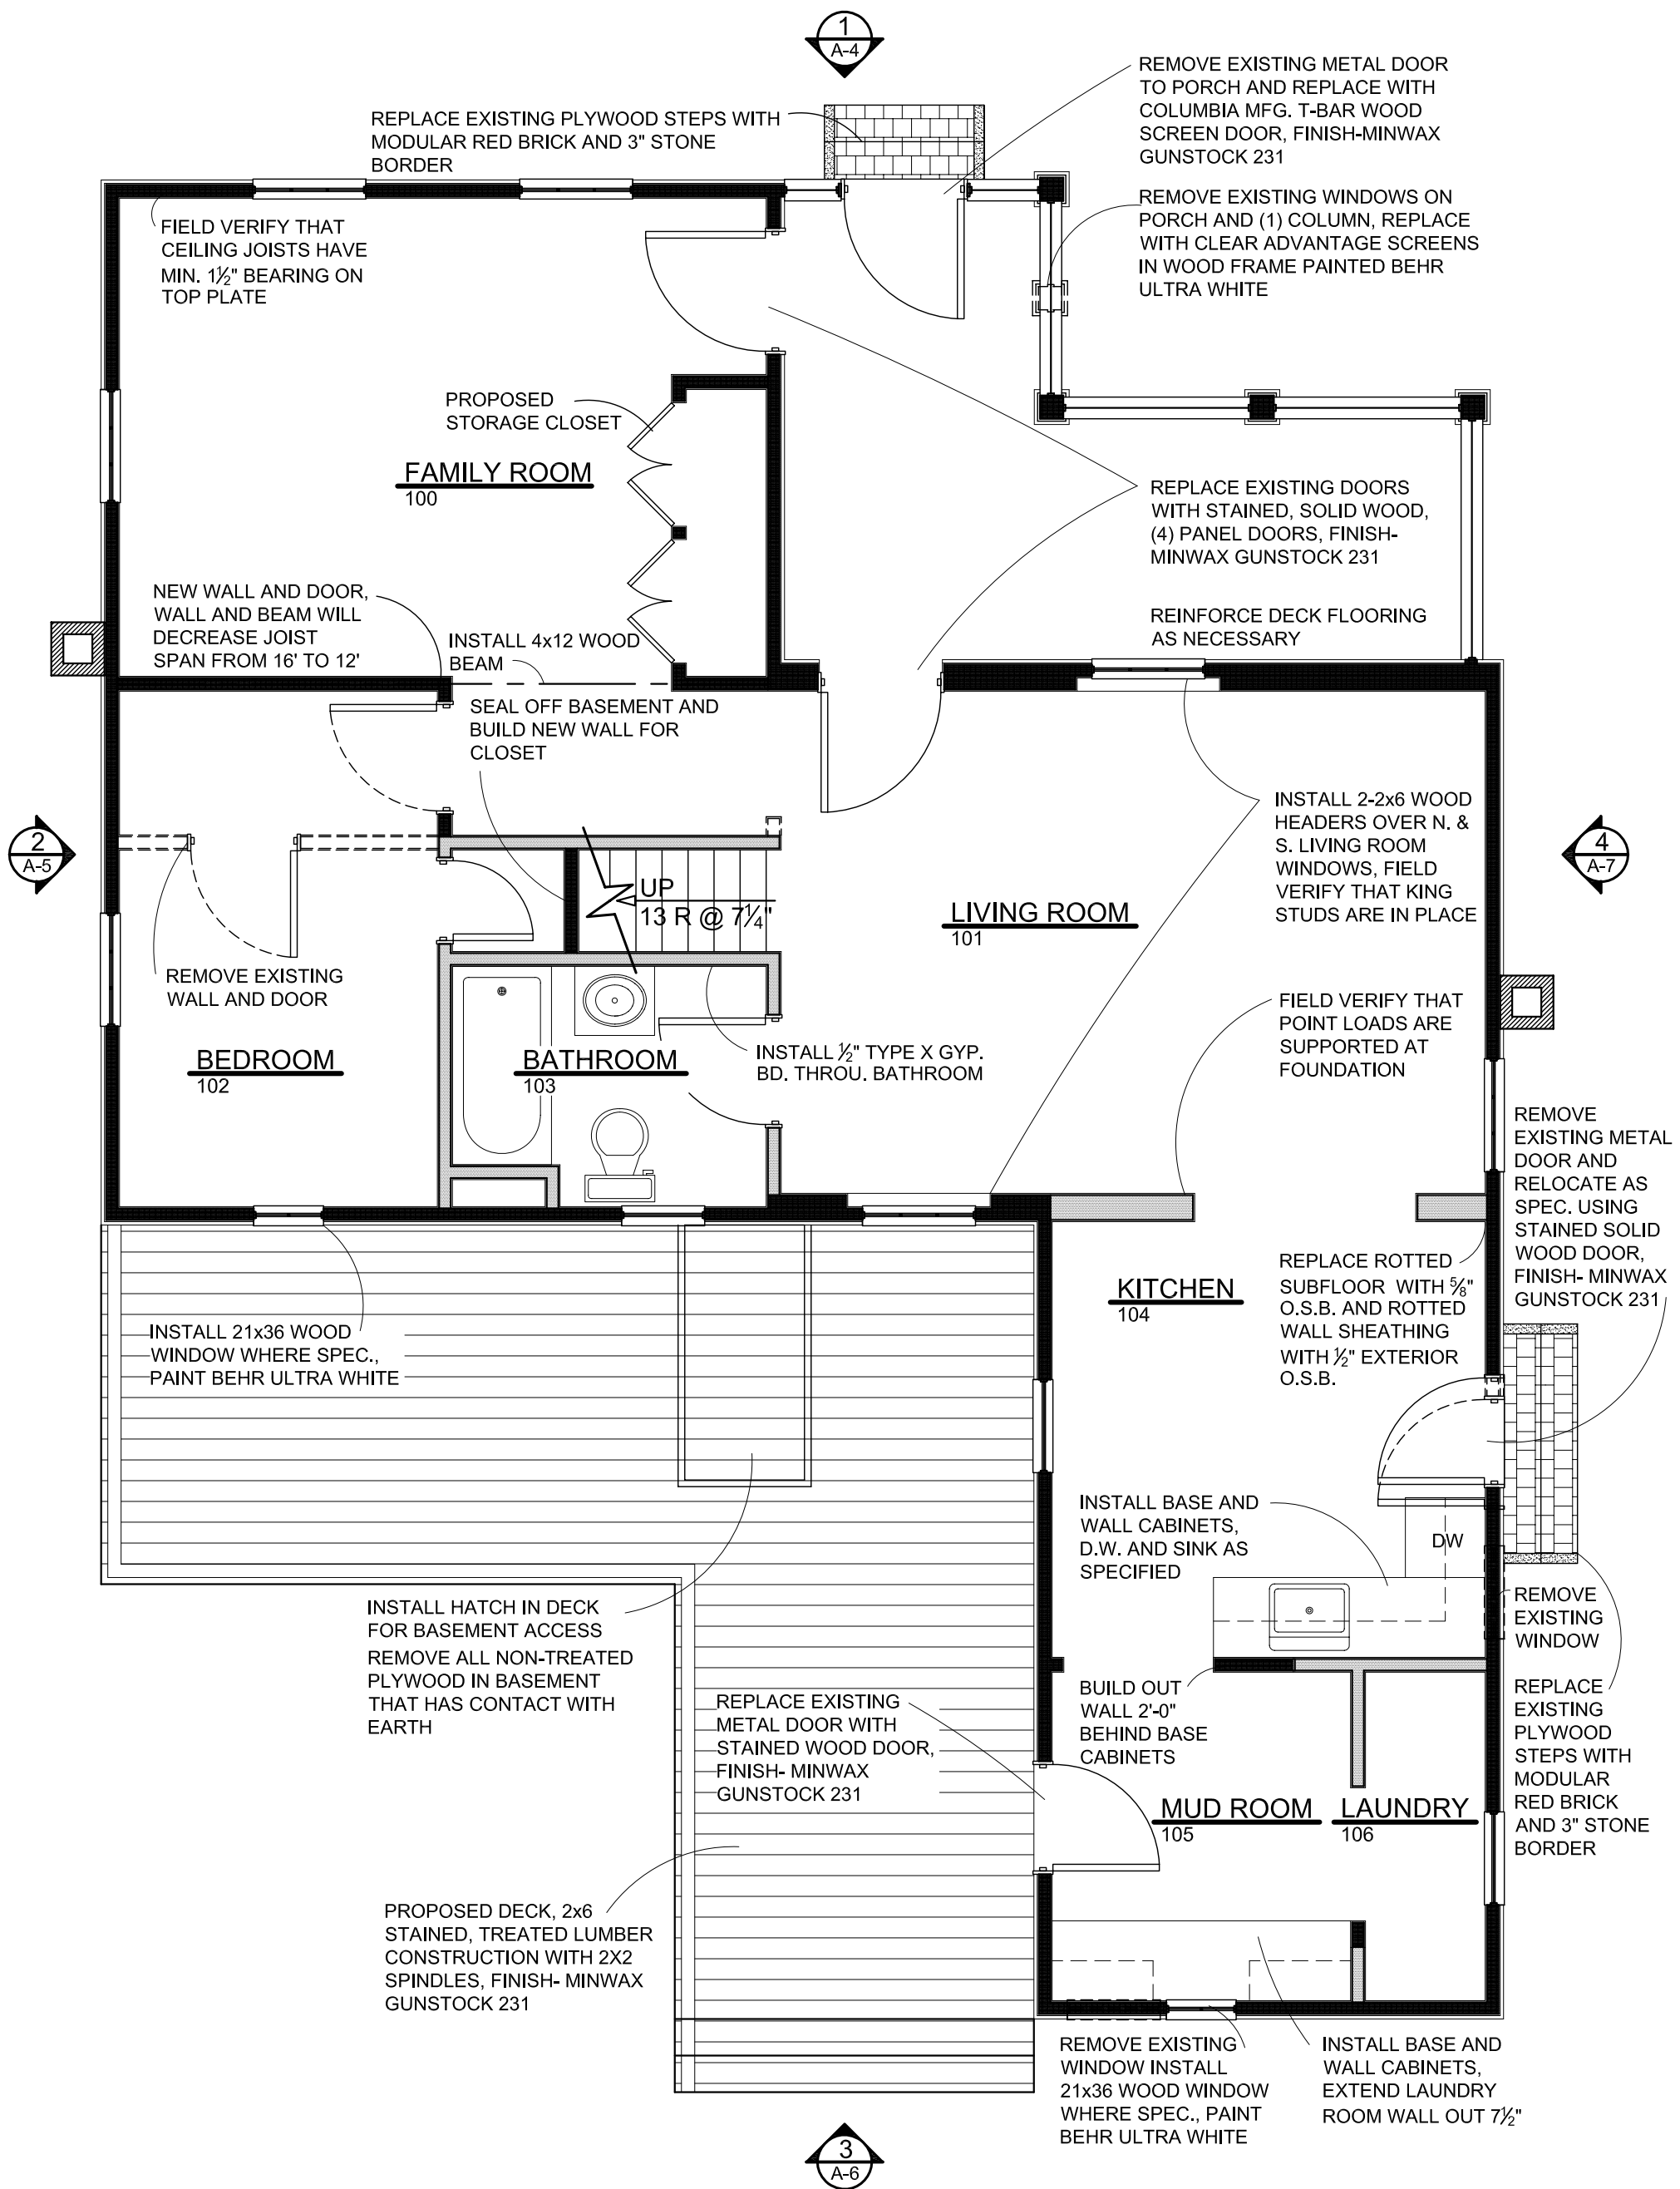 1
A-4
REMOVE EXISTING METAL DOOR
TO PORCH AND REPLACE WITH
COLUMBIA MFG. T-BAR WOOD
SCREEN DOOR, FINISH-MINWAX
GUNSTOCK 231
REPLACE EXISTING PLYWOOD STEPS WITH
MODULAR RED BRICK AND 3" STONE
BORDER
REMOVE EXISTING WINDOWS ON
PORCH AND (1) COLUMN, REPLACE
WITH CLEAR ADVANTAGE SCREENS
IN WOOD FRAME PAINTED BEHR
ULTRA WHITE
FIELD VERIFY THAT
CEILING JOISTS HAVE
MIN. 1½" BEARING ON
TOP PLATE
PROPOSED
STORAGE CLOSET
FAMILY ROOM
100
REPLACE EXISTING DOORS
WITH STAINED, SOLID WOOD,
(4) PANEL DOORS, FINISH-
MINWAX GUNSTOCK 231
NEW WALL AND DOOR,
WALL AND BEAM WILL
DECREASE JOIST
SPAN FROM 16' TO 12'
INSTALL 4x12 WOOD
BEAM
REINFORCE DECK FLOORING
AS NECESSARY
SEAL OFF BASEMENT AND
BUILD NEW WALL FOR
CLOSET
2
A-5
INSTALL 2-2x6 WOOD
HEADERS OVER N. &
S. LIVING ROOM
WINDOWS, FIELD
VERIFY THAT KING
STUDS ARE IN PLACE
4
A-7
UP
13 R @ 7¼"
LIVING ROOM
101
REMOVE EXISTING
WALL AND DOOR
FIELD VERIFY THAT
POINT LOADS ARE
SUPPORTED AT
FOUNDATION
BEDROOM
102
BATHROOM
103
INSTALL ½" TYPE X GYP.
BD. THROU. BATHROOM
REMOVE
EXISTING METAL
DOOR AND
RELOCATE AS
SPEC. USING
STAINED SOLID
WOOD DOOR,
FINISH- MINWAX
GUNSTOCK 231
KITCHEN
104
REPLACE ROTTED
SUBFLOOR WITH ⅝"
O.S.B. AND ROTTED
WALL SHEATHING
WITH ½" EXTERIOR
O.S.B.
INSTALL 21x36 WOOD
WINDOW WHERE SPEC.,
PAINT BEHR ULTRA WHITE
INSTALL BASE AND
WALL CABINETS,
D.W. AND SINK AS
SPECIFIED
DW
INSTALL HATCH IN DECK
FOR BASEMENT ACCESS
REMOVE ALL NON-TREATED
PLYWOOD IN BASEMENT
THAT HAS CONTACT WITH
EARTH
REMOVE
EXISTING
WINDOW
REPLACE EXISTING
METAL DOOR WITH
STAINED WOOD DOOR,
FINISH- MINWAX
GUNSTOCK 231
BUILD OUT
WALL 2'-0"
BEHIND BASE
CABINETS
REPLACE
EXISTING
PLYWOOD
STEPS WITH
MODULAR
RED BRICK
AND 3" STONE
BORDER
MUD ROOM
105
LAUNDRY
106
PROPOSED DECK, 2x6
STAINED, TREATED LUMBER
CONSTRUCTION WITH 2X2
SPINDLES, FINISH- MINWAX
GUNSTOCK 231
REMOVE EXISTING
WINDOW INSTALL
21x36 WOOD WINDOW
WHERE SPEC., PAINT
BEHR ULTRA WHITE
INSTALL BASE AND
WALL CABINETS,
EXTEND LAUNDRY
ROOM WALL OUT 7½"
3
A-6